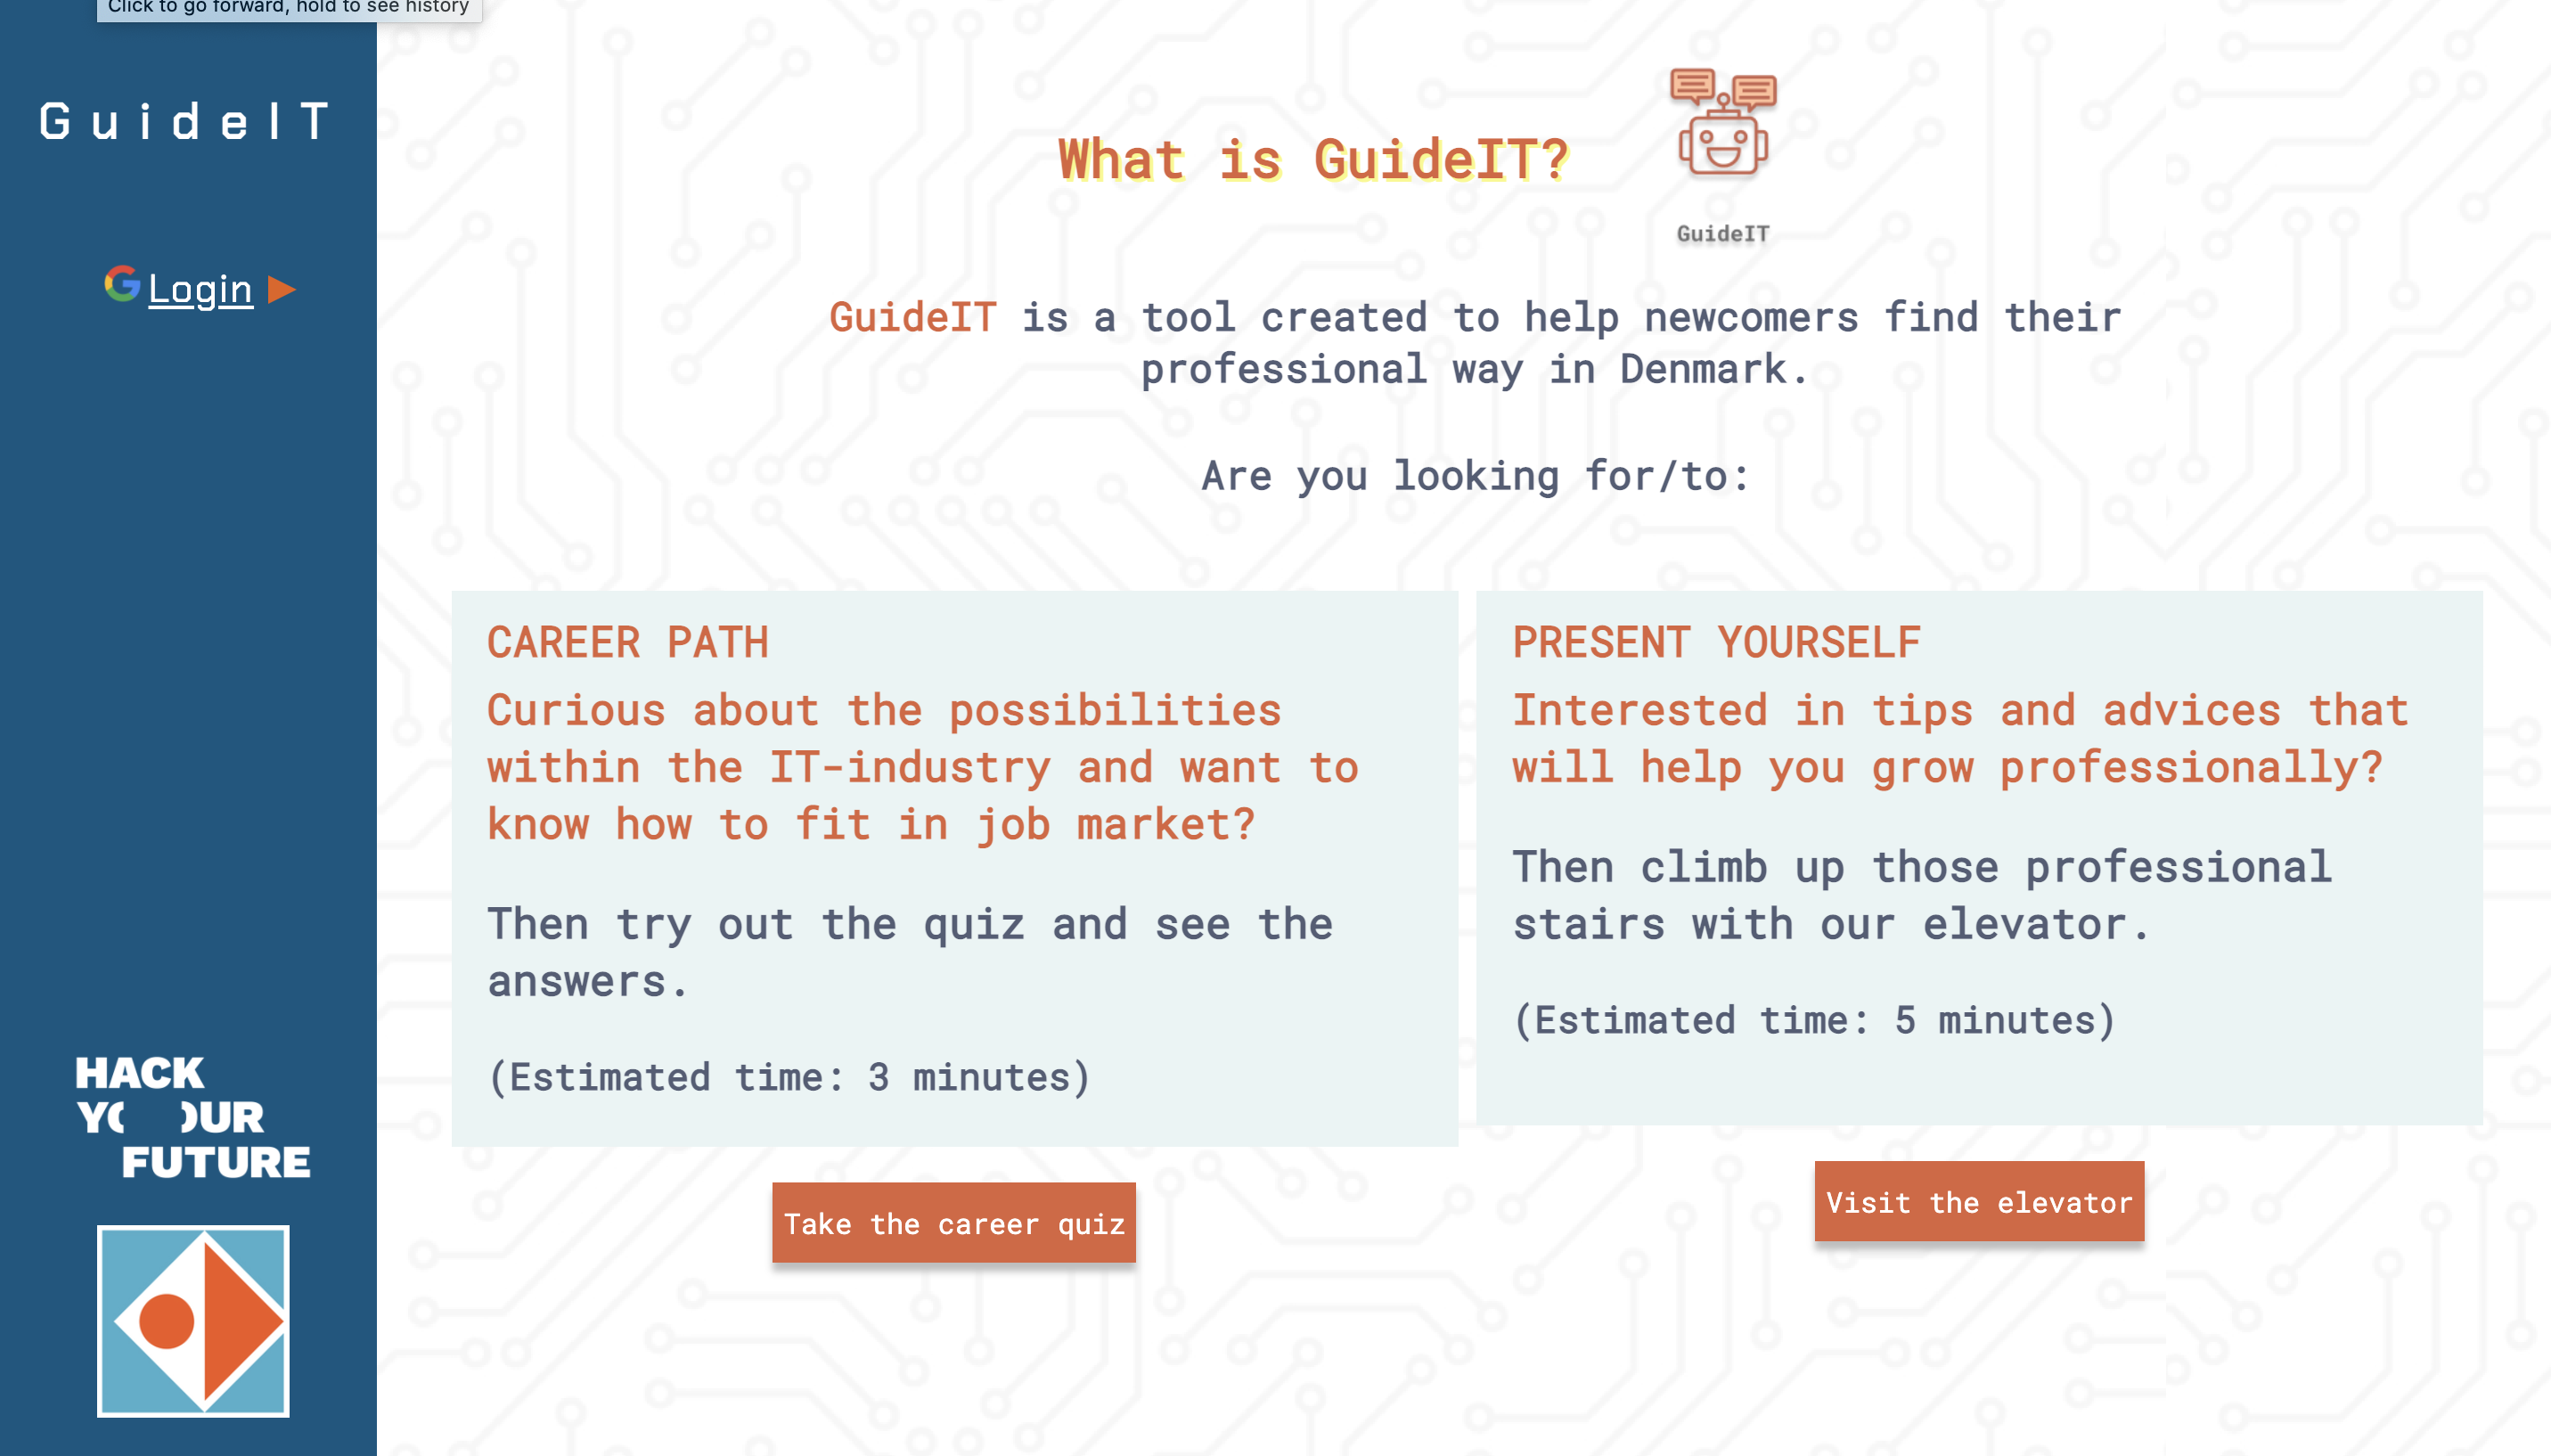 Click to go forward, hold to see history
GuideIT
Login
HACK
YOUR
FUTURE
What is GuideIT?
GuideIT
GuideIT is a tool created to help newcomers find their
professional way in Denmark.
Are you looking for/to:
CAREER PATH
Curious about the possibilities
within the IT-industry and want to
know how to fit in job market?
Then try out the quiz and see the
answers.
(Estimated time: 3 minutes)
Take the career quiz
PRESENT YOURSELF
Interested in tips and advices that
will help you grow professionally?
Then climb up those professional
stairs with our elevator.
(Estimated time: 5 minutes)
Visit the elevator